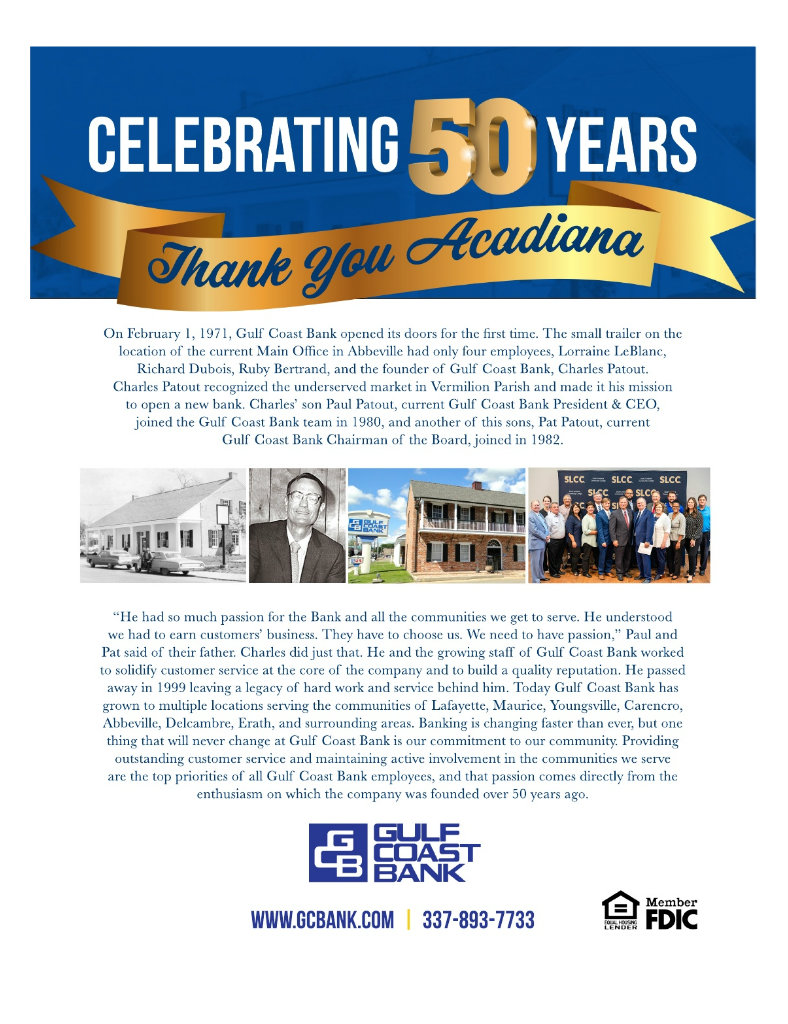 CELEBRATING 50 YEARS
Thank You Acadiana
On February 1, 1971, Gulf Coast Bank opened its doors for the first time. The small trailer on the
location of the current Main Office in Abbeville had only four employees, Lorraine LeBlanc,
Richard Dubois, Ruby Bertrand, and the founder of Gulf Coast Bank, Charles Patout.
Charles Patout recognized the underserved market in Vermilion Parish and made it his mission
to open a new bank. Charles' son Paul Patout, current Gulf Coast Bank President & CEO,
joined the Gulf Coast Bank team in 1980, and another of this sons, Pat Patout, current
Gulf Coast Bank Chairman of the Board, joined in 1982.
SLCC SLCC SLCC
GULF COAST BANK
“He had so much passion for the Bank and all the communities we get to serve. He understood
we had to earn customers' business. They have to choose us. We need to have passion,” Paul and
Pat said of their father. Charles did just that. He and the growing staff of Gulf Coast Bank worked
to solidify customer service at the core of the company and to build a quality reputation. He passed
away in 1999 leaving a legacy of hard work and service behind him. Today Gulf Coast Bank has
grown to multiple locations serving the communities of Lafayette, Maurice, Youngsville, Carencro,
Abbeville, Delcambre, Erath, and surrounding areas. Banking is changing faster than ever, but one
thing that will never change at Gulf Coast Bank is our commitment to our community. Providing
outstanding customer service and maintaining active involvement in the communities we serve
are the top priorities of all Gulf Coast Bank employees, and that passion comes directly from the
enthusiasm on which the company was founded over 50 years ago.
GCB
GULF
COAST
BANK
WWW.GCBANK.COM | 337-893-7733
EQUAL HOUSING
LENDER
Member
FDIC